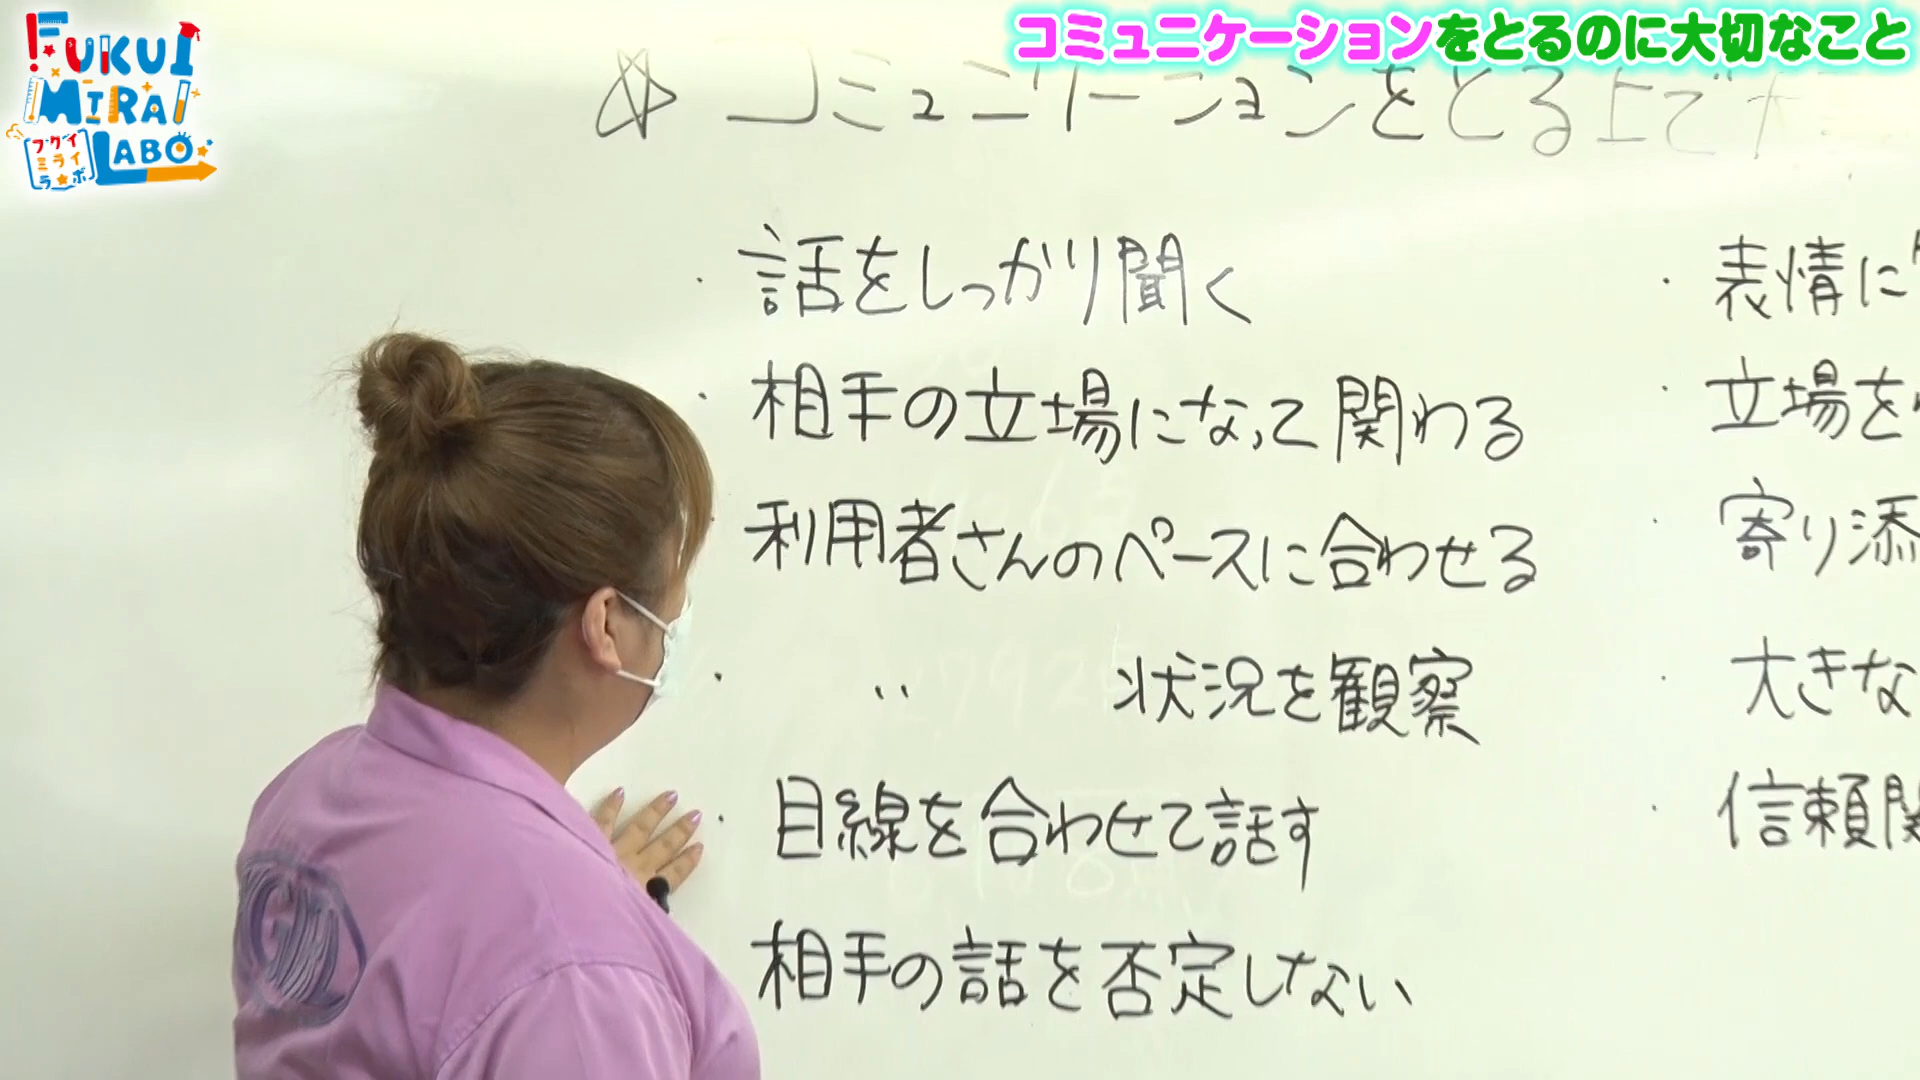 FUKUI
MIRAI
LABO
フクイ
ミライ
ラボ
コミュニケーションをとるのに大切なこと
コミュニケーションをとる上で大
・話をしっかり聞く
・相手の立場になって関わる
・利用者さんのペースに合わせる
・〃 状況を観察
・目線を合わせて話す
相手の話を否定しない
・表情に
・立場を
・寄り添
・大きな
・信頼関